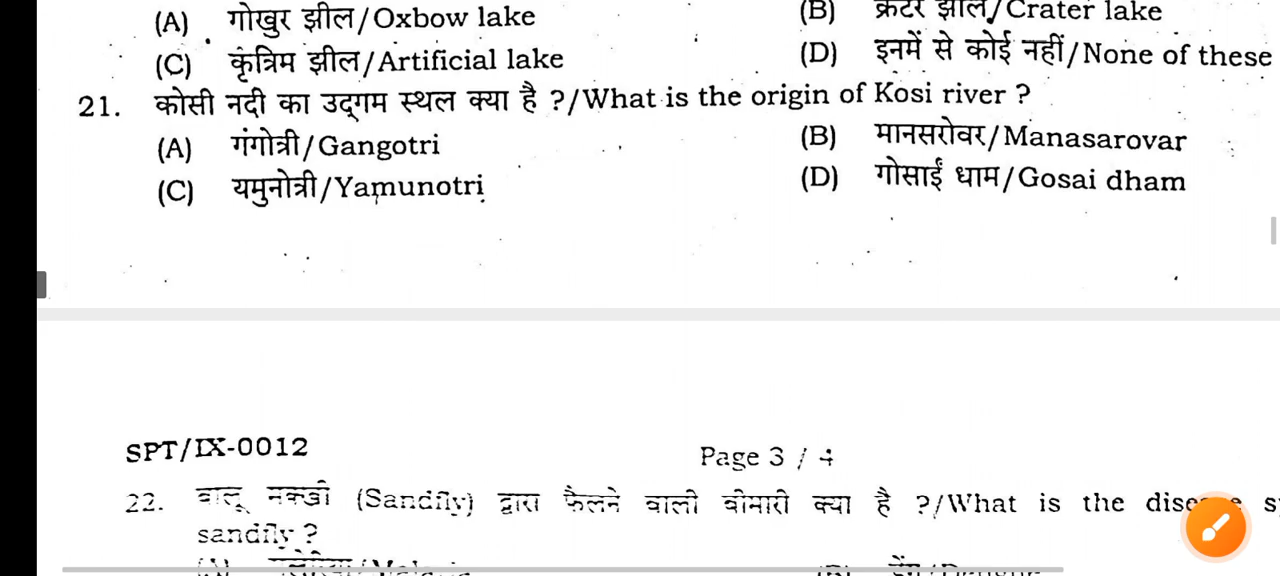 (A) गोखुर झील/Oxbow lake (B) क्रेटर झील/Crater lake
(C) कृत्रिम झील/Artificial lake (D) इनमें से कोई नहीं/None of these
21. कोसी नदी का उद्‌गम स्थल क्या है ?/What is the origin of Kosi river ?
(A) गंगोत्री/Gangotri (B) मानसरोवर/Manasarovar
(C) यमुनोत्री/Yamunotri (D) गोसाईं धाम/Gosai dham
SPT/IX-0012 Page 3 / 4
22. बालू मक्खी (Sandfly) द्वारा फैलने वाली बीमारी क्या है ?/What is the
sandfly ?